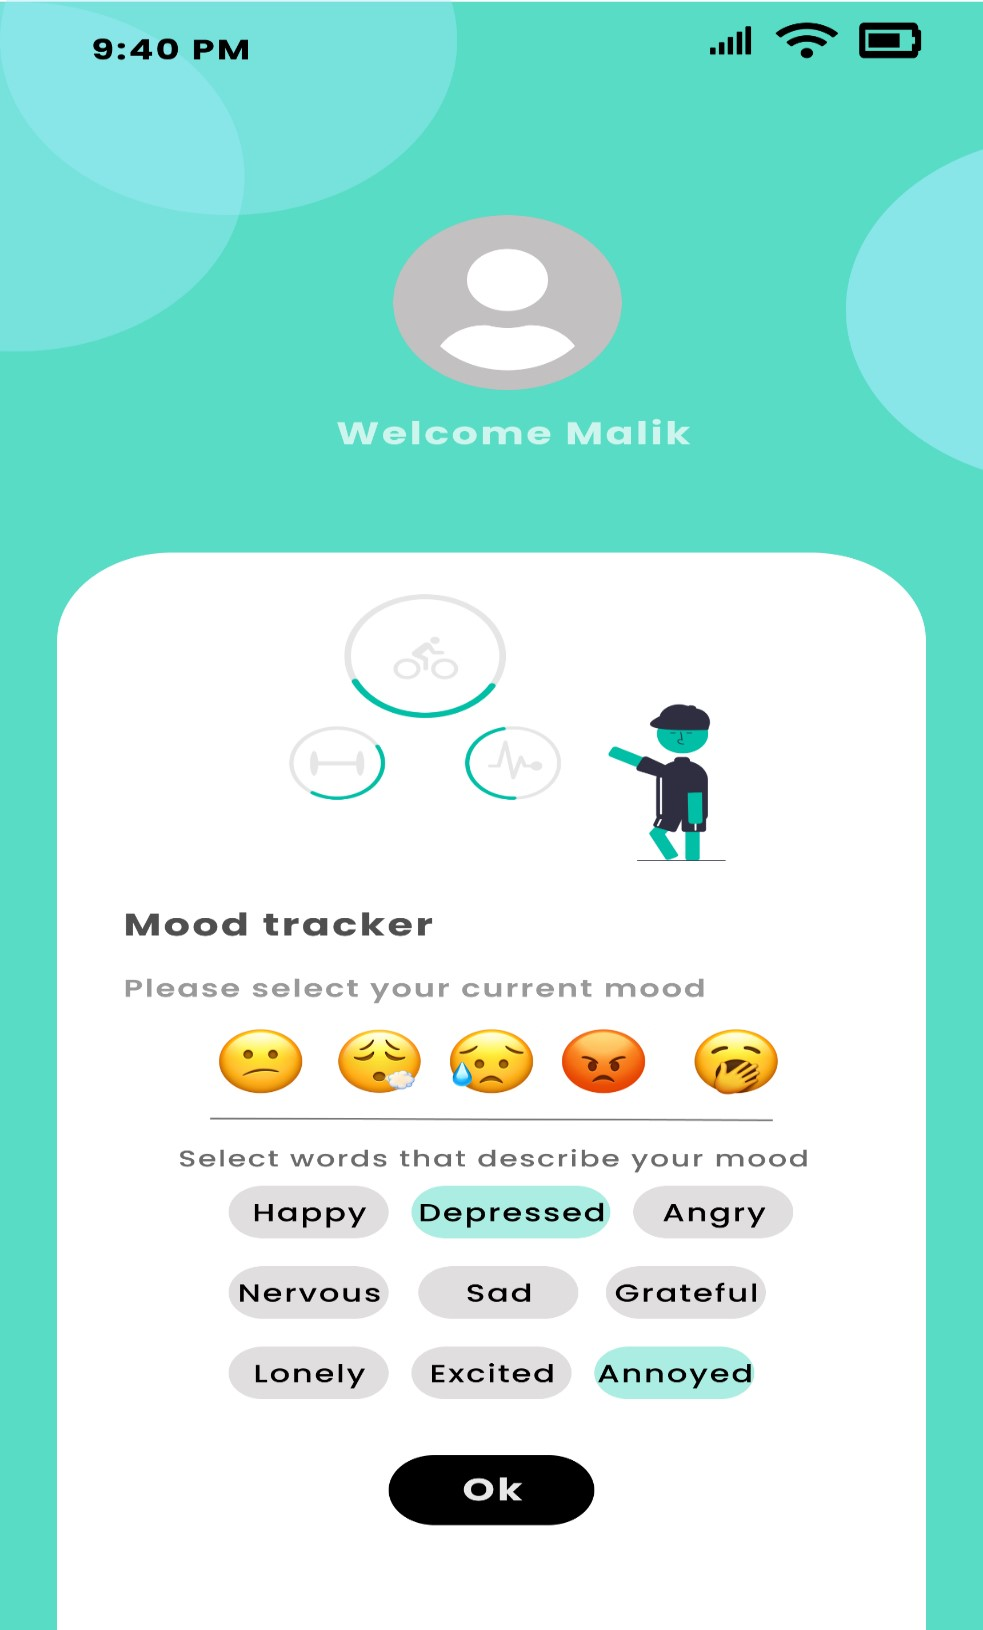 9:40 PM
Welcome Malik
Mood tracker
Please select your current mood
Select words that describe your mood
Happy Depressed Angry
Nervous Sad Grateful
Lonely Excited Annoyed
Ok